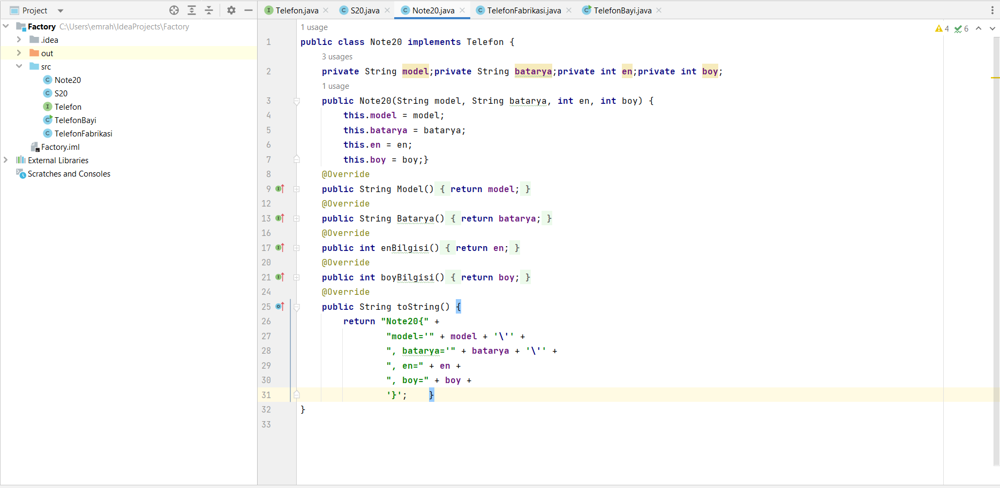 Project
Telefon.java
S20.java
Note20.java
TelefonFabrikasi.java
TelefonBayi.java
Factory C:\Users\emrah\IdeaProjects\Factory
.idea
out
src
Note20
S20
Telefon
TelefonBayi
TelefonFabrikasi
Factory.iml
External Libraries
Scratches and Consoles
4 6
1 usage
1 public class Note20 implements Telefon {
3 usages
2 private String model;private String batarya;private int en;private int boy;
1 usage
3 public Note20(String model, String batarya, int en, int boy) {
4 this.model = model;
5 this.batarya = batarya;
6 this.en = en;
7 this.boy = boy;}
8 @Override
9 public String Model() { return model; }
12 @Override
13 public String Batarya() { return batarya; }
16 @Override
17 public int enBilgisi() { return en; }
20 @Override
21 public int boyBilgisi() { return boy; }
24 @Override
25 public String toString() {
26 return "Note20{" +
27 "model='" + model + '\'' +
28 ", batarya='" + batarya + '\'' +
29 ", en=" + en +
30 ", boy=" + boy +
31 '}'; }
32 }
33